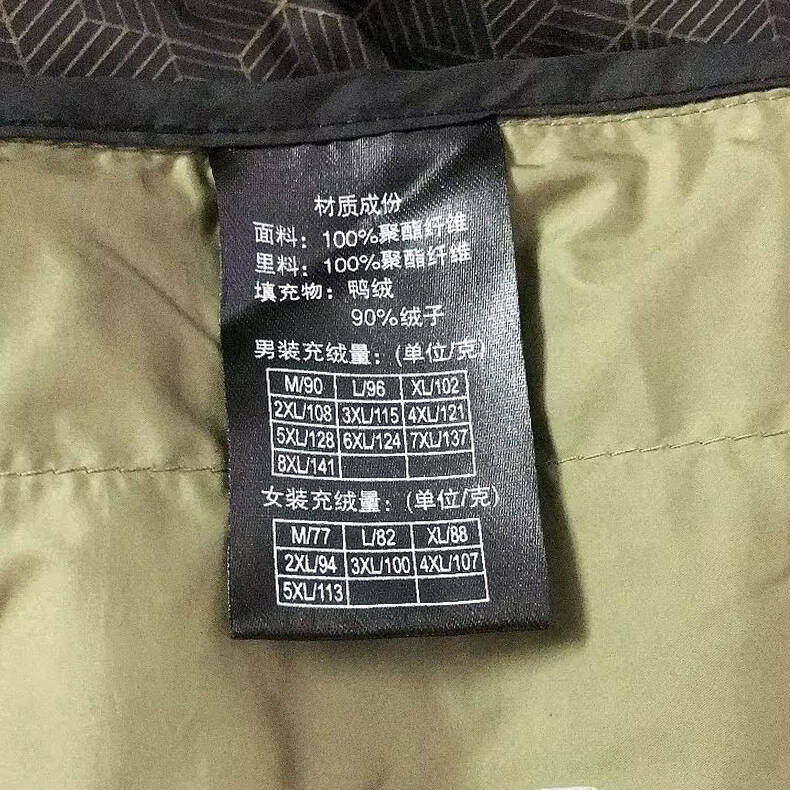 材质成份
面料：100%聚酯纤维
里料：100%聚酯纤维
填充物：鸭绒
90%绒子
男装充绒量：(单位/克)
M/90 L/96 XL/102
2XL/108 3XL/115 4XL/121
5XL/128 6XL/124 7XL/137
8XL/141
女装充绒量：(单位/克)
M/77 L/82 XL/88
2XL/94 3XL/100 4XL/107
5XL/113